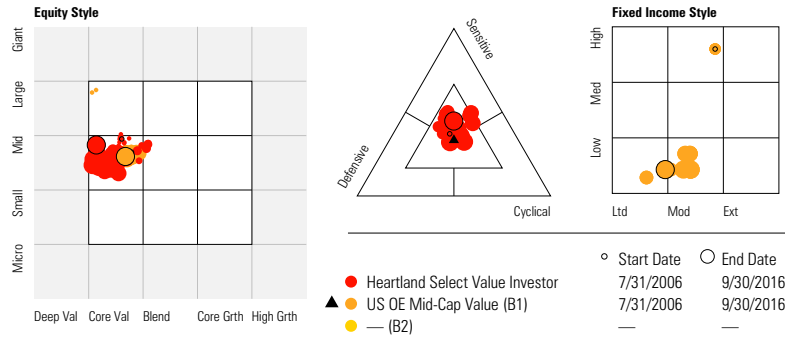 Equity Style
Giant
Large
Mid
Small
Micro
Deep Val Core Val Blend Core Grth High Grth
Sensitive
Defensive
Cyclical
Fixed Income Style
High
Med
Low
Ltd Mod Ext
Start Date End Date
Heartland Select Value Investor 7/31/2006 9/30/2016
US OE Mid-Cap Value (B1) 7/31/2006 9/30/2016
— (B2) — —